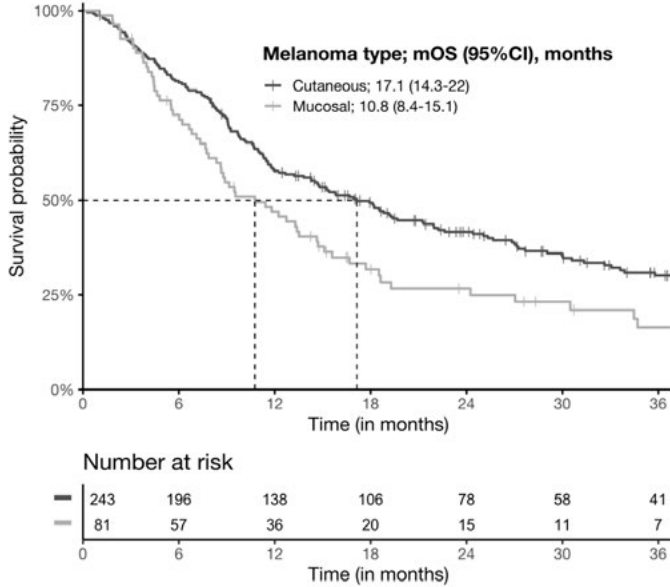 100%
Melanoma type; mOS (95%CI), months
Cutaneous; 17.1 (14.3-22)
Mucosal; 10.8 (8.4-15.1)
75%
Survival probability
50%
25%
0%
0 6 12 18 24 30 36
Time (in months)
Number at risk
243 196 138 106 78 58 41
81 57 36 20 15 11 7
0 6 12 18 24 30 36
Time (in months)